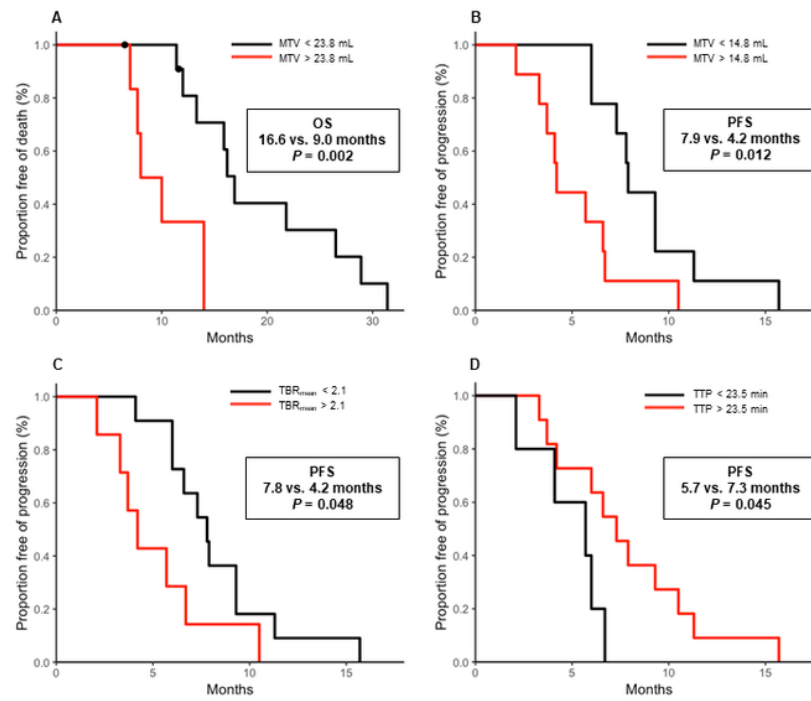 A
MTV < 23.8 mL
MTV > 23.8 mL
OS
16.6 vs. 9.0 months
P = 0.002
Proportion free of death (%)
1.0
0.8
0.6
0.4
0.2
0.0
0
10
20
30
Months
B
MTV < 14.8 mL
MTV > 14.8 mL
PFS
7.9 vs. 4.2 months
P = 0.012
Proportion free of progression (%)
1.0
0.8
0.6
0.4
0.2
0.0
0
5
10
15
Months
C
TBRmean < 2.1
TBRmean > 2.1
PFS
7.8 vs. 4.2 months
P = 0.048
Proportion free of progression (%)
1.0
0.8
0.6
0.4
0.2
0.0
0
5
10
15
Months
D
TTP < 23.5 min
TTP > 23.5 min
PFS
5.7 vs. 7.3 months
P = 0.045
Proportion free of progression (%)
1.0
0.8
0.6
0.4
0.2
0.0
0
5
10
15
Months